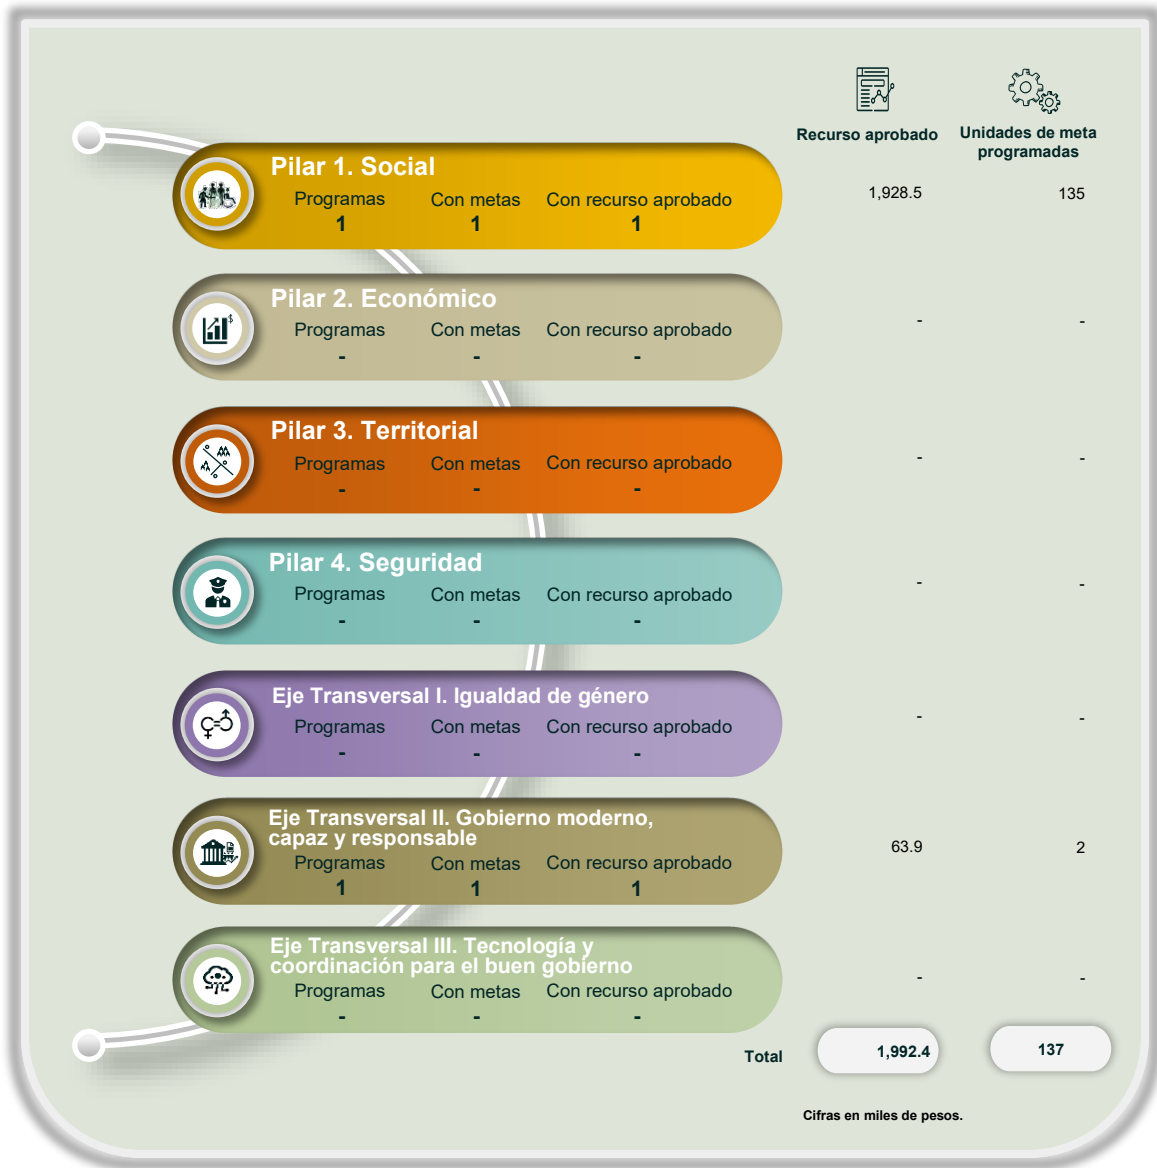 Recurso aprobado
Unidades de meta
programadas
Pilar 1. Social
Programas Con metas Con recurso aprobado
1 1 1
1,928.5 135
Pilar 2. Económico
Programas Con metas Con recurso aprobado
- - -
- -
Pilar 3. Territorial
Programas Con metas Con recurso aprobado
- - -
- -
Pilar 4. Seguridad
Programas Con metas Con recurso aprobado
- - -
- -
Eje Transversal I. Igualdad de género
Programas Con metas Con recurso aprobado
- - -
- -
Eje Transversal II. Gobierno moderno,
capaz y responsable
Programas Con metas Con recurso aprobado
1 1 1
63.9 2
Eje Transversal III. Tecnología y
coordinación para el buen gobierno
Programas Con metas Con recurso aprobado
- - -
- -
Total 1,992.4 137
Cifras en miles de pesos.